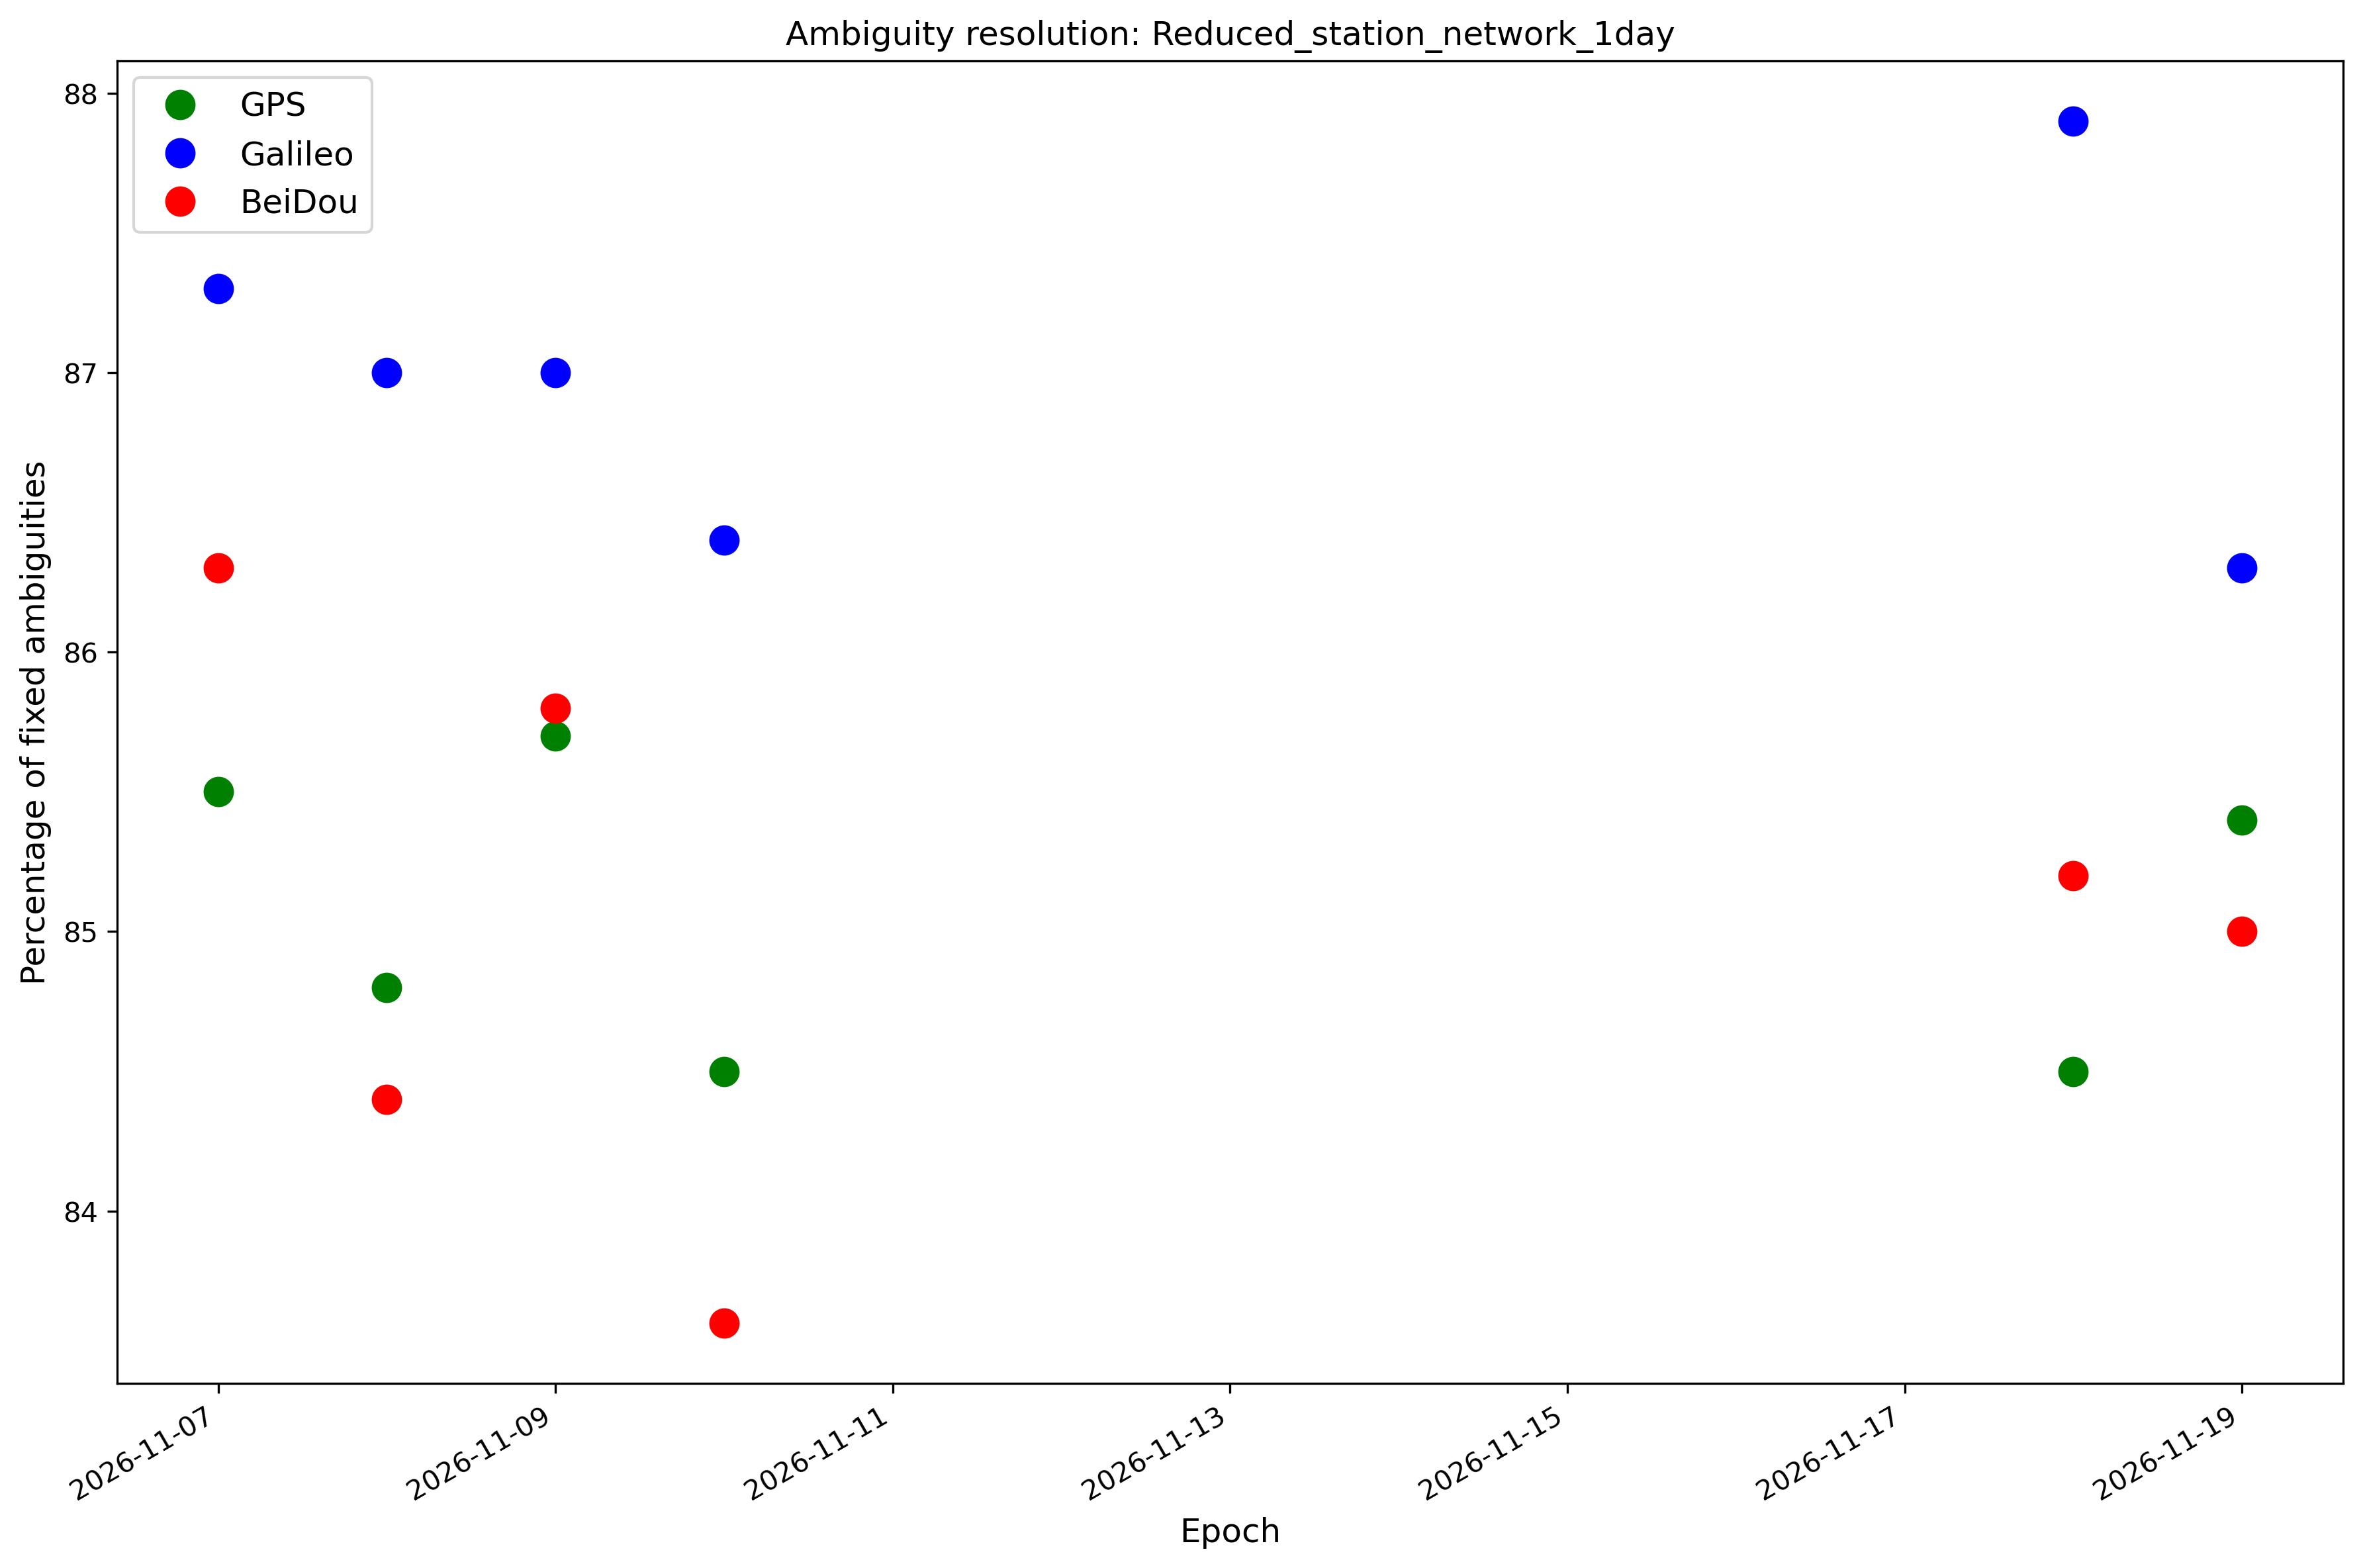 Ambiguity resolution: Reduced_station_network_1day
GPS
Galileo
BeiDou
88
87
86
85
84
Percentage of fixed ambiguities
2026-11-07
2026-11-09
2026-11-11
2026-11-13
2026-11-15
2026-11-17
2026-11-19
Epoch